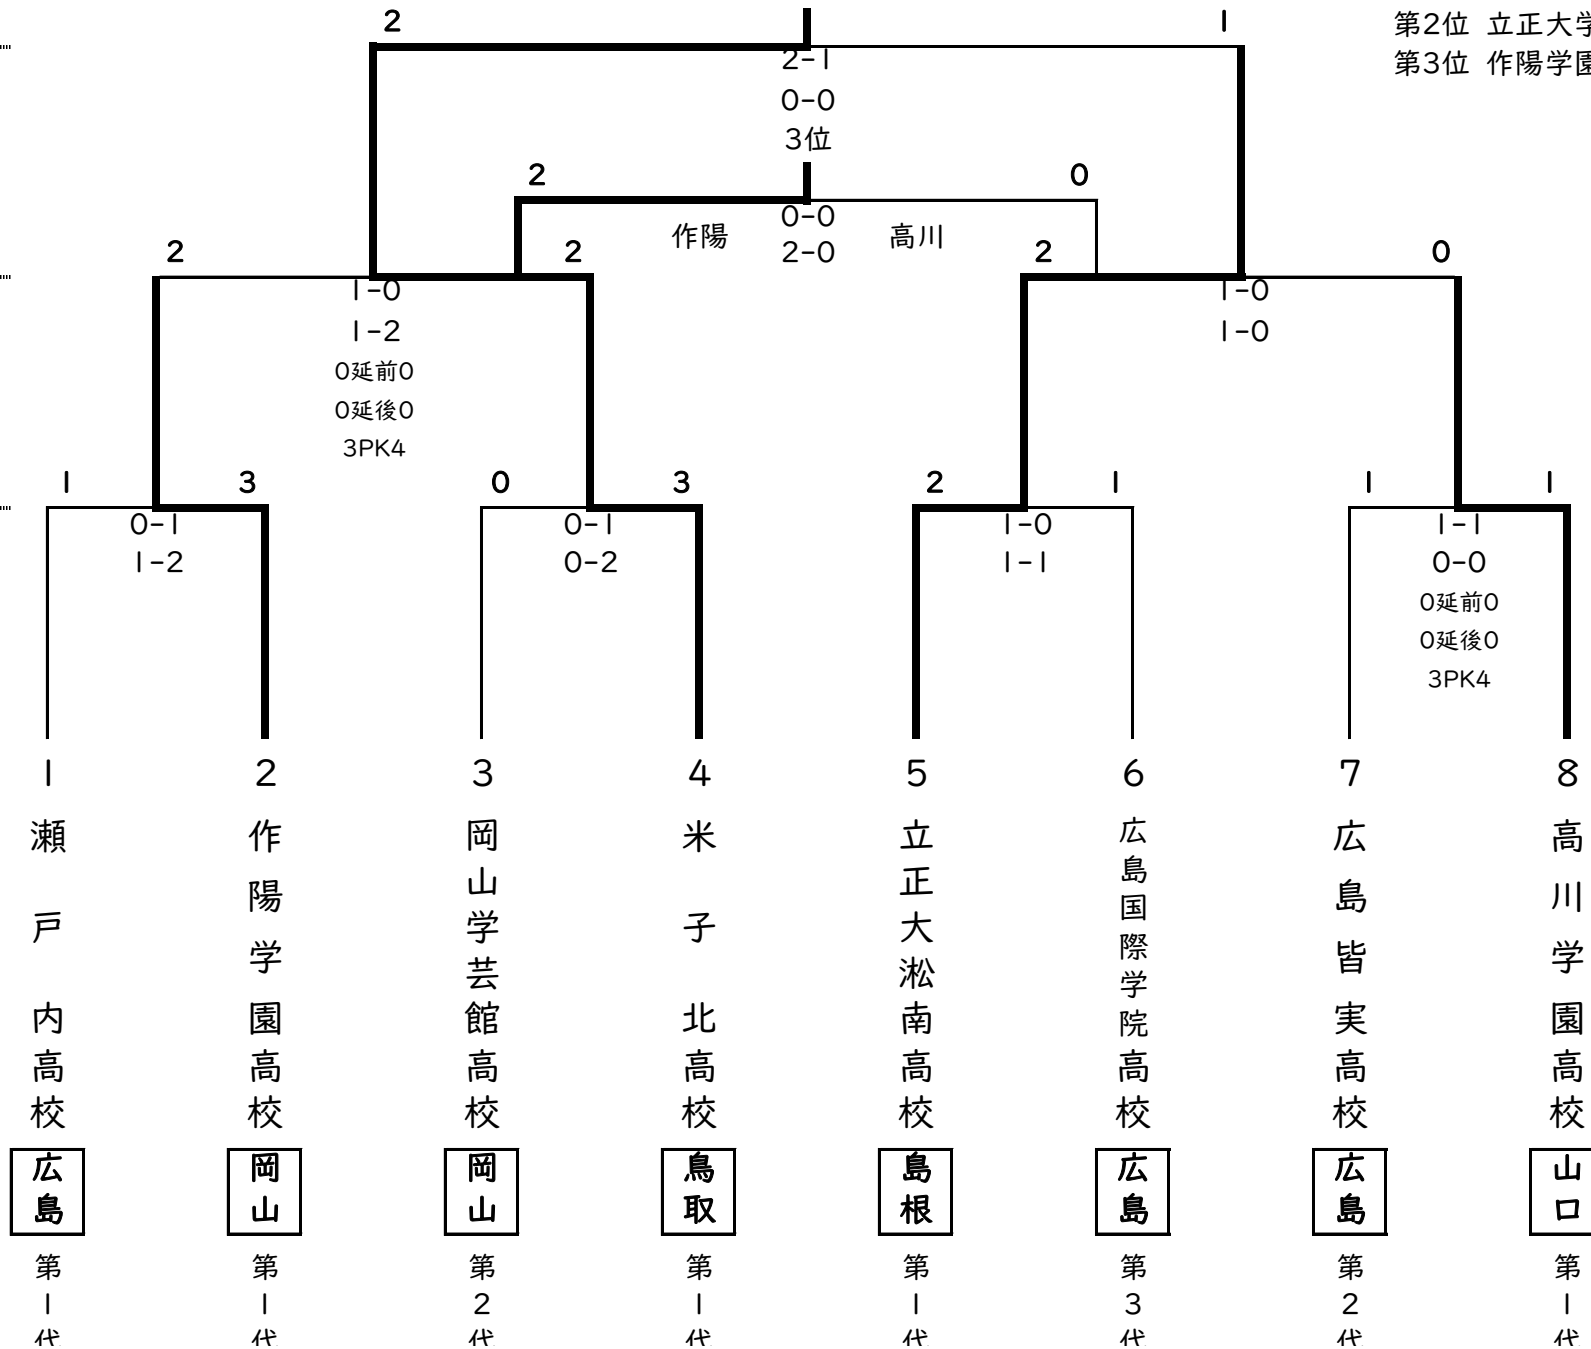 2
1
第2位 立正大学
第3位 作陽学園
2-1
0-0
3位
2
0
0-0
作陽
高川
2-0
2
2
2
0
1-0
1-2
0延前0
0延後0
3PK4
1-0
1-0
1
3
0
3
2
1
1
1
0-1
1-2
0-1
0-2
1-0
1-1
1-1
0-0
0延前0
0延後0
3PK4
1
瀬戸内高校
広島
第1代
2
作陽学園高校
岡山
第1代
3
岡山学芸館高校
岡山
第2代
4
米子北高校
鳥取
第1代
5
立正大淞南高校
島根
第1代
6
広島国際学院高校
広島
第3代
7
広島皆実高校
広島
第2代
8
高川学園高校
山口
第1代